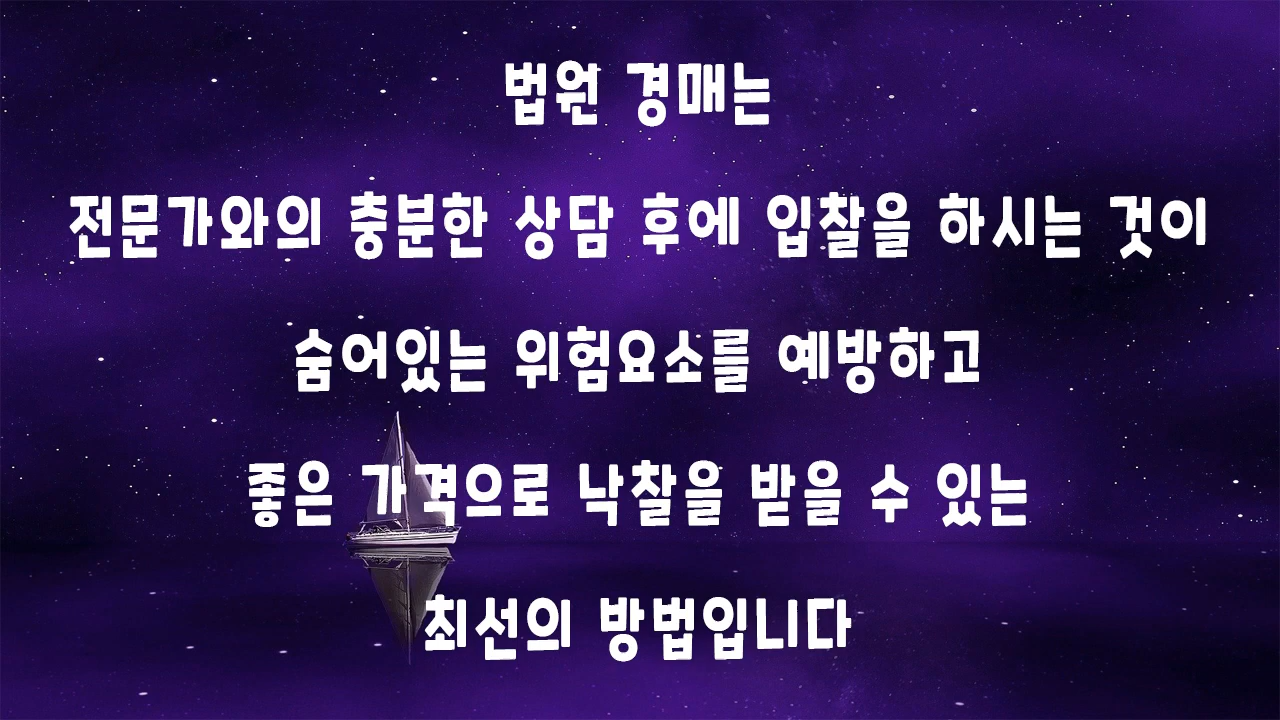 법원 경매는
전문가와의 충분한 상담 후에 입찰을 하시는 것이
숨어있는 위험요소를 예방하고
좋은 가격으로 낙찰을 받을 수 있는
최선의 방법입니다